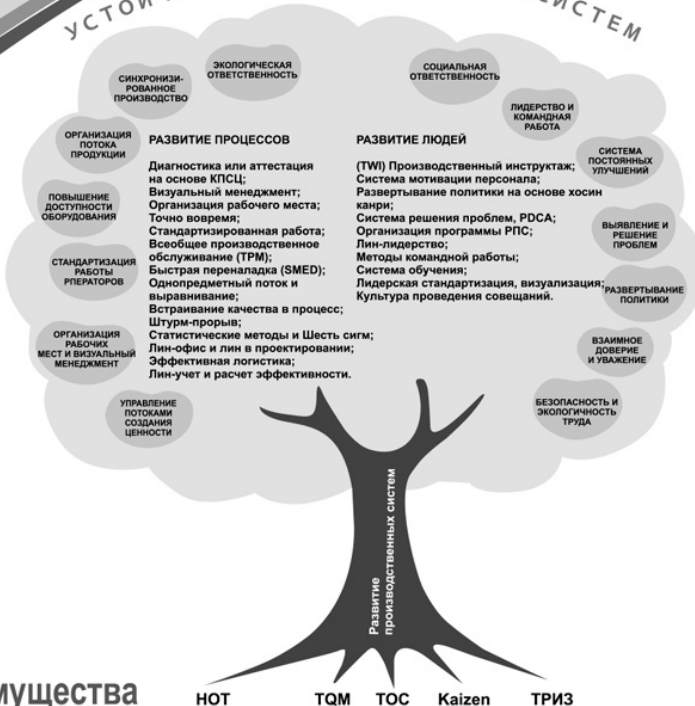 УСТОЙ
СИСТЕМ
ЭКОЛОГИЧЕСКАЯ
ОТВЕТСТВЕННОСТЬ
СОЦИАЛЬНАЯ
ОТВЕТСТВЕННОСТЬ
СИНХРОНИЗИ-
РОВАННОЕ
ПРОИЗВОДСТВО
ЛИДЕРСТВО И
КОМАНДНАЯ
РАБОТА
ОРГАНИЗАЦИЯ
ПОТОКА
ПРОДУКЦИИ
СИСТЕМА
ПОСТОЯННЫХ
УЛУЧШЕНИЙ
ПОВЫШЕНИЕ
ДОСТУПНОСТИ
ОБОРУДОВАНИЯ
ВЫЯВЛЕНИЕ И
РЕШЕНИЕ
ПРОБЛЕМ
СТАНДАРТИЗАЦИЯ
РАБОТЫ
РПЕРАТОРОВ
РАЗВЕРТЫВАНИЕ
ПОЛИТИКИ
ОРГАНИЗАЦИЯ
РАБОЧИХ
МЕСТ И ВИЗУАЛЬНЫЙ
МЕНЕДЖМЕНТ
ВЗАИМНОЕ
ДОВЕРИЕ
И УВАЖЕНИЕ
УПРАВЛЕНИЕ
ПОТОКАМИ
СОЗДАНИЯ
ЦЕННОСТИ
БЕЗОПАСНОСТЬ И
ЭКОЛОГИЧНОСТЬ
ТРУДА
РАЗВИТИЕ ПРОЦЕССОВ
Диагностика или аттестация
на основе КПСЦ;
Визуальный менеджмент;
Организация рабочего места;
Точно вовремя;
Стандартизированная работа;
Всеобщее производственное
обслуживание (TPM);
Быстрая переналадка (SMED);
Однопредметный поток и
выравнивание;
Встраивание качества в процесс;
Штурм-прорыв;
Статистические методы и Шесть сигм;
Лин-офис и лин в проектировании;
Эффективная логистика;
Лин-учет и расчет эффективности.
РАЗВИТИЕ ЛЮДЕЙ
(TWI) Производственный инструктаж;
Система мотивации персонала;
Развертывание политики на основе хосин
канри;
Система решения проблем, PDCA;
Организация программы РПС;
Лин-лидерство;
Методы командной работы;
Система обучения;
Лидерская стандартизация, визуализация;
Культура проведения совещаний.
Развитие
производственных систем
мущества
НОТ TQM TOC Kaizen ТРИЗ